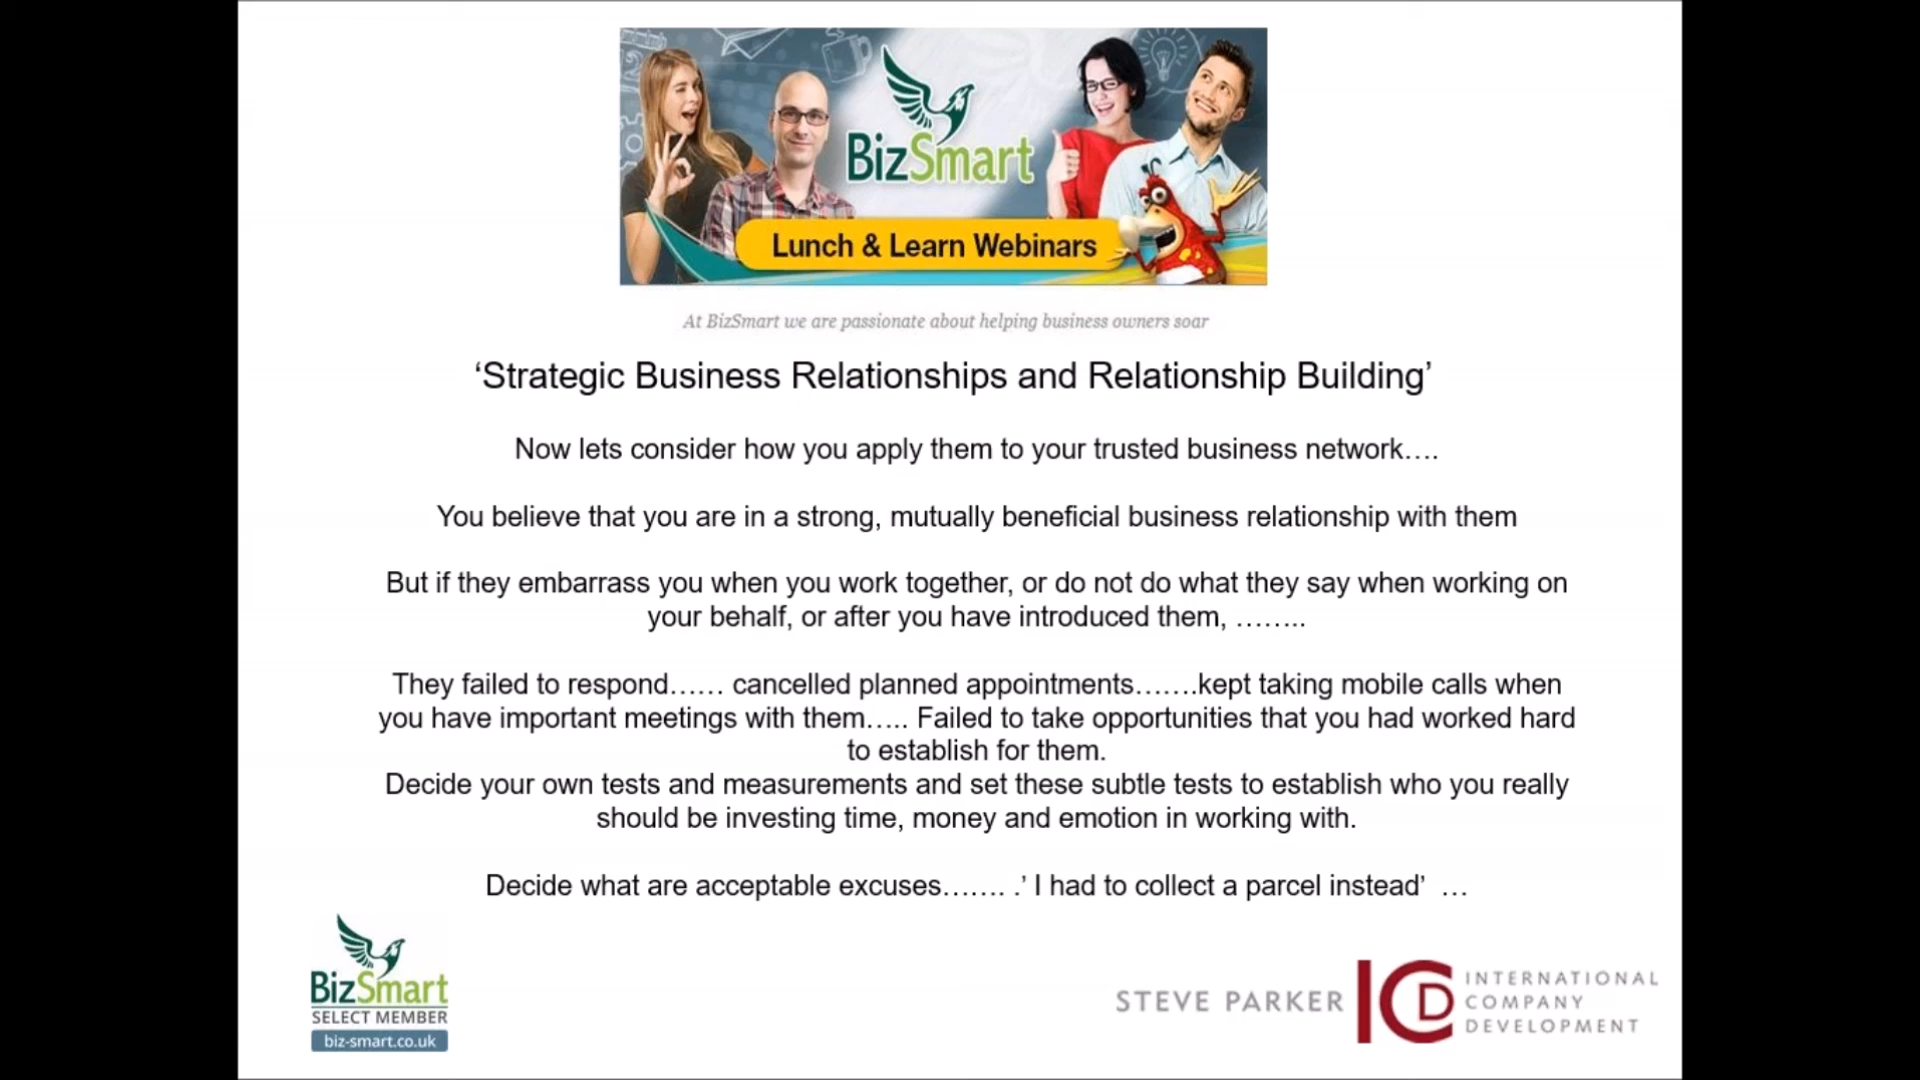 BizSmart
Lunch & Learn Webinars
At BizSmart we are passionate about helping business owners soar
‘Strategic Business Relationships and Relationship Building’
Now lets consider how you apply them to your trusted business network….
You believe that you are in a strong, mutually beneficial business relationship with them
But if they embarrass you when you work together, or do not do what they say when working on
your behalf, or after you have introduced them, ……..
They failed to respond…… cancelled planned appointments…….kept taking mobile calls when
you have important meetings with them….. Failed to take opportunities that you had worked hard
to establish for them.
Decide your own tests and measurements and set these subtle tests to establish who you really
should be investing time, money and emotion in working with.
Decide what are acceptable excuses……. .’ I had to collect a parcel instead’ …
BizSmart
SELECT MEMBER
biz-smart.co.uk
STEVE PARKER
ICD
INTERNATIONAL
COMPANY
DEVELOPMENT